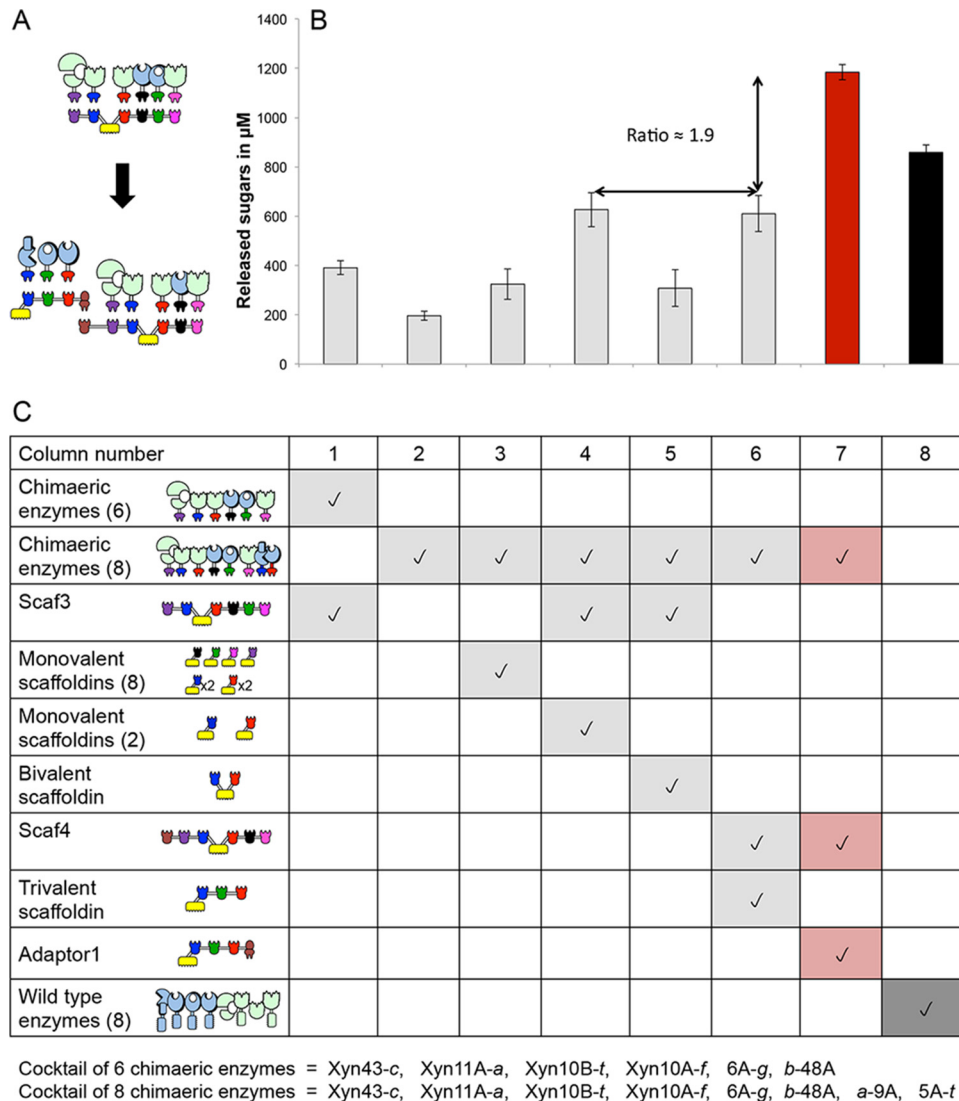 A
B
Released sugars in µM
1400
1200
1000
800
600
400
200
0
Ratio ≈ 1.9
C
Column number 1 2 3 4 5 6 7 8
Chimaeric
enzymes (6) ✓
Chimaeric
enzymes (8) ✓ ✓ ✓ ✓ ✓ ✓
Scaf3 ✓ ✓ ✓
Monovalent
scaffoldins (8) x2 x2 ✓
Monovalent
scaffoldins (2) ✓
Bivalent
scaffoldin ✓
Scaf4 ✓ ✓
Trivalent
scaffoldin ✓
Adaptor1 ✓
Wild type
enzymes (8) ✓
Cocktail of 6 chimaeric enzymes = Xyn43-c, Xyn11A-a, Xyn10B-t, Xyn10A-f, 6A-g, b-48A
Cocktail of 8 chimaeric enzymes = Xyn43-c, Xyn11A-a, Xyn10B-t, Xyn10A-f, 6A-g, b-48A, a-9A, 5A-t